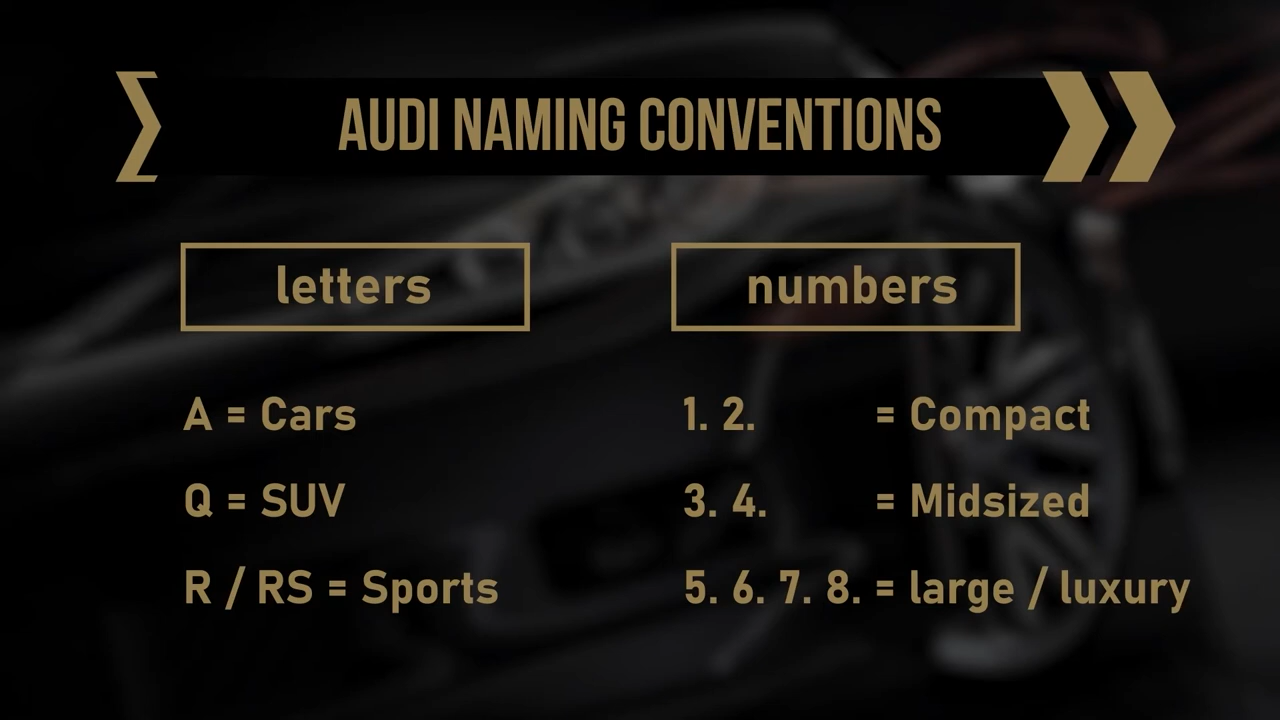 AUDI NAMING CONVENTIONS
letters
numbers
A = Cars
1. 2. = Compact
Q = SUV
3. 4. = Midsized
R / RS = Sports
5. 6. 7. 8. = large / luxury